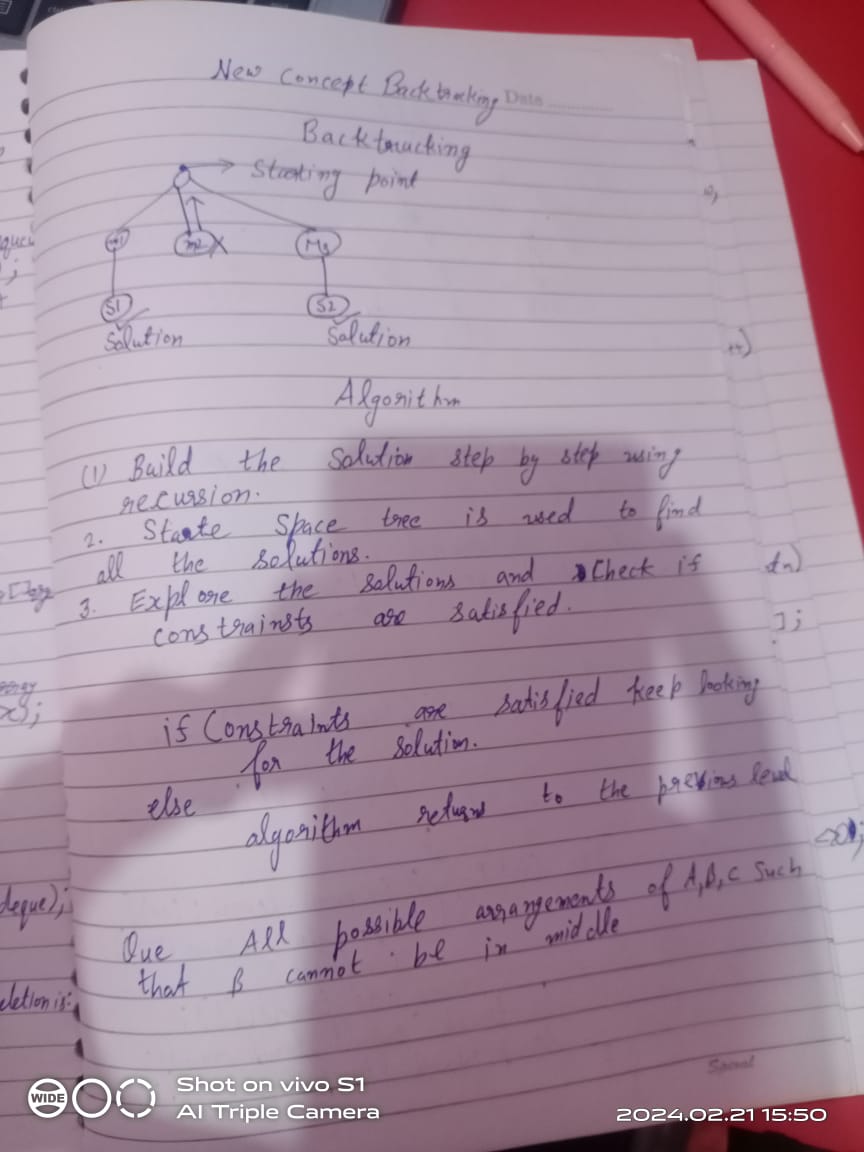 New Concept Backtracking Date
Backtracking
Starting point
m1
m2
M3
S1
S2
Solution
Solution
Algorithm
(1) Build the Solution step by step using
recursion.
2. State Space tree is used to find
all the solutions.
3. Explore the solutions and Check if
constrainsts are satisfied.
if Constraints are satisfied keep looking
for the solution.
else
algorithm returns to the previous level
Que All possible arrangements of A,B,C Such
that B cannot be in middle
deque);
eletion is:
WIDE
Shot on vivo S1
AI Triple Camera
2024.02.21 15:50